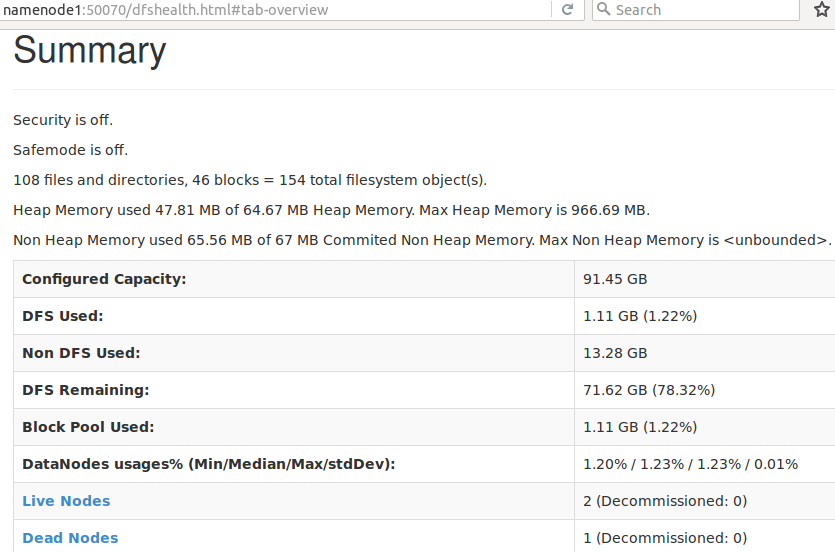 namenode1:50070/dfshealth.html#tab-overview Search
Summary
Security is off.
Safemode is off.
108 files and directories, 46 blocks = 154 total filesystem object(s).
Heap Memory used 47.81 MB of 64.67 MB Heap Memory. Max Heap Memory is 966.69 MB.
Non Heap Memory used 65.56 MB of 67 MB Commited Non Heap Memory. Max Non Heap Memory is <unbounded>.
Configured Capacity: 91.45 GB
DFS Used: 1.11 GB (1.22%)
Non DFS Used: 13.28 GB
DFS Remaining: 71.62 GB (78.32%)
Block Pool Used: 1.11 GB (1.22%)
DataNodes usages% (Min/Median/Max/stdDev): 1.20% / 1.23% / 1.23% / 0.01%
Live Nodes 2 (Decommissioned: 0)
Dead Nodes 1 (Decommissioned: 0)